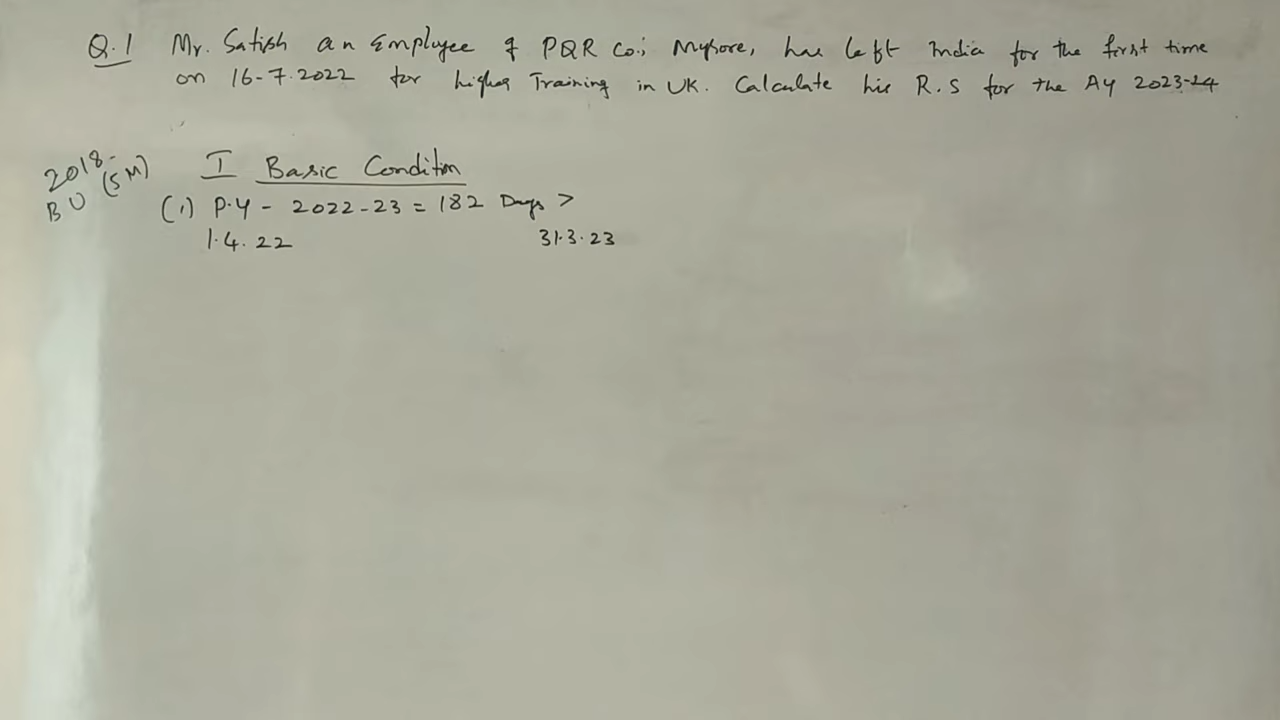 Q.1 Mr. Satish an Employee of PQR Co; Mysore, has left India for the first time
on 16-7.2022 for higher Training in UK. Calculate his R.S for the AY 2023-24
2018- (5M)
BU
I Basic Condition
(1) P.Y - 2022-23 = 182 Days >
1.4.22 31.3.23